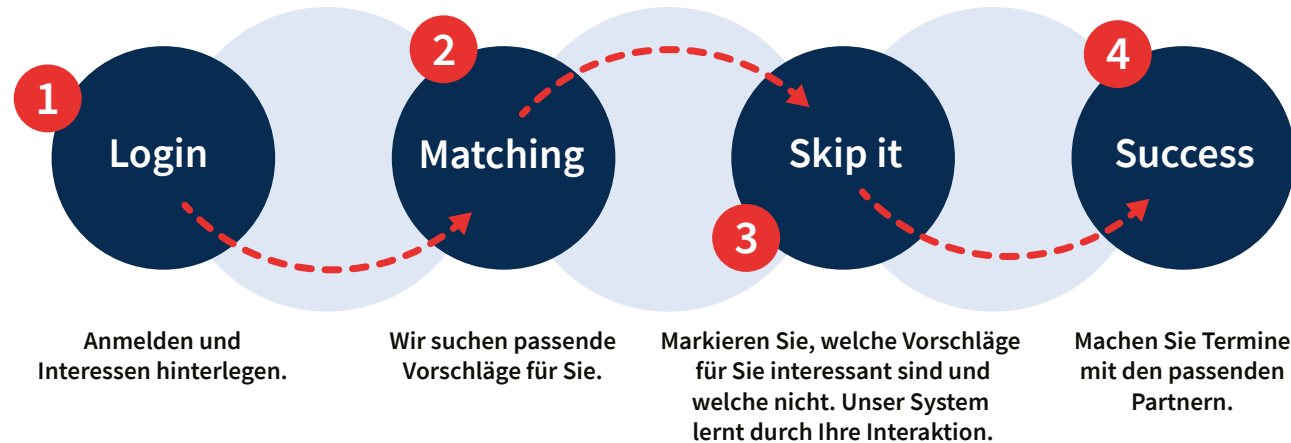 1
Login
2
Matching
3
Skip it
4
Success
Anmelden und
Interessen hinterlegen.
Wir suchen passende
Vorschläge für Sie.
Markieren Sie, welche Vorschläge
für Sie interessant sind und
welche nicht. Unser System
lernt durch Ihre Interaktion.
Machen Sie Termine
mit den passenden
Partnern.